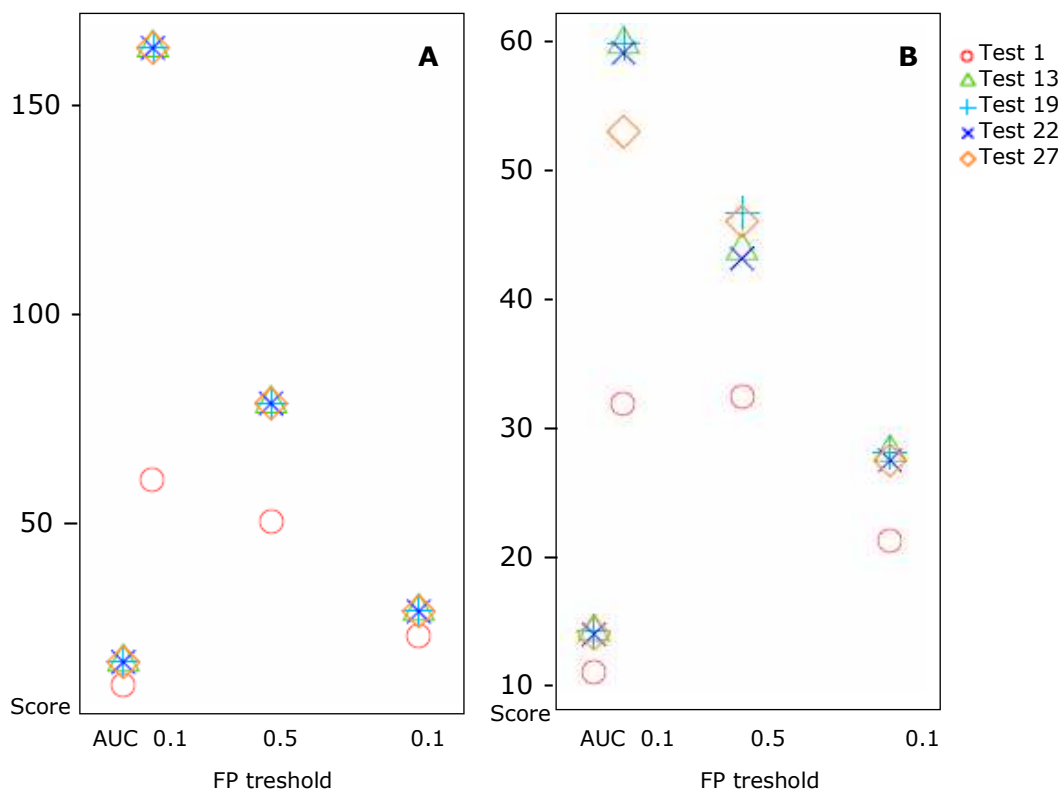 A
150
100
50
Score
AUC 0.1 0.5 0.1
FP treshold
B
60
50
40
30
20
10
Score
AUC 0.1 0.5 0.1
FP treshold
Test 1
Test 13
Test 19
Test 22
Test 27